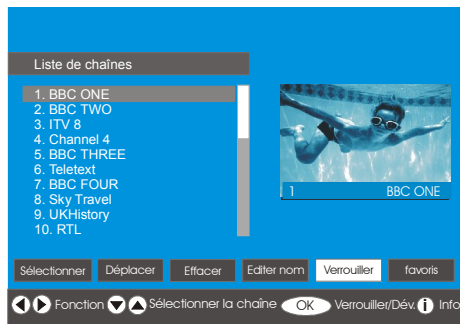 Liste de chaînes
1. BBC ONE
2. BBC TWO
3. ITV 8
4. Channel 4
5. BBC THREE
6. Teletext
7. BBC FOUR
8. Sky Travel
9. UKHistory
10. RTL
1 BBC ONE
Sélectionner Déplacer Effacer Editer nom Verrouiller favoris
Fonction Sélectionner la chaîne OK Verrouiller/Dév. i Info